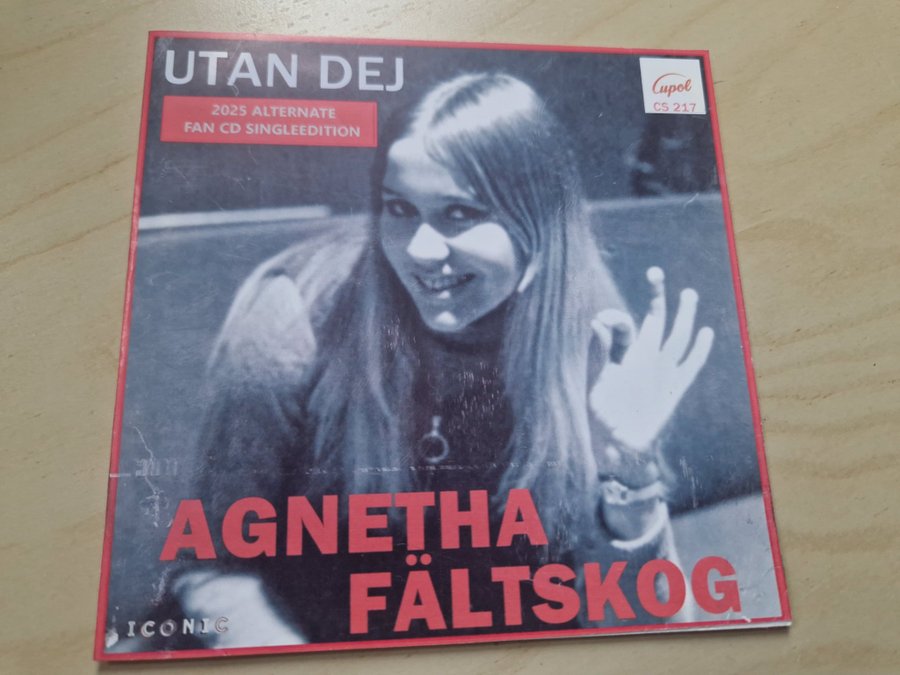 UTAN DEJ
2025 ALTERNATE
FAN CD SINGLEEDITION
Cupol
CS 217
AGNETHA
FÄLTSKOG
ICONIC